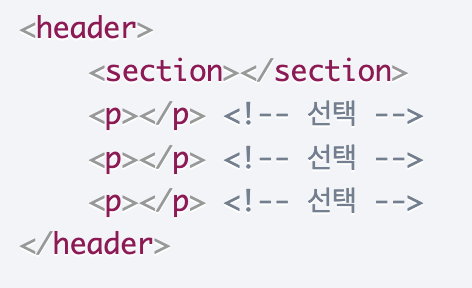 <header>
    <section></section>
    <p></p> <!-- 선택 -->
    <p></p> <!-- 선택 -->
    <p></p> <!-- 선택 -->
</header>